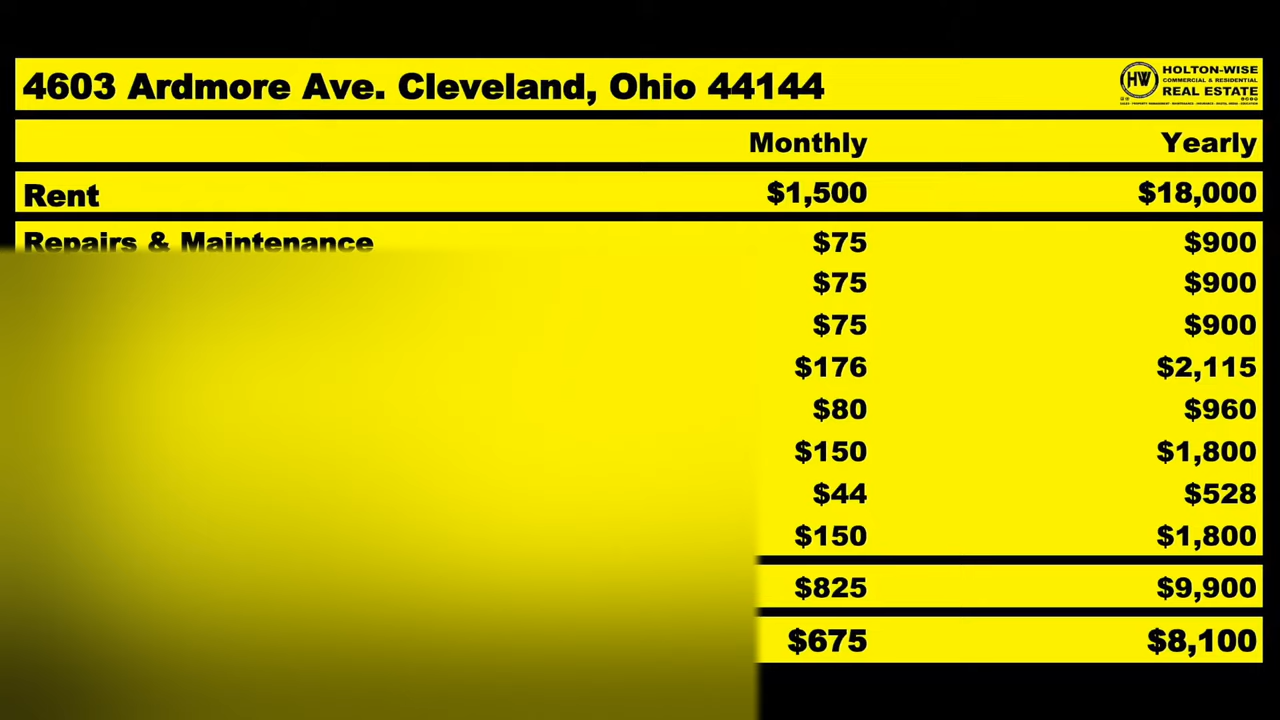 4603 Ardmore Ave. Cleveland, Ohio 44144
HW
HOLTON-WISE
COMMERCIAL & RESIDENTIAL
REAL ESTATE
Monthly Yearly
Rent $1,500 $18,000
Repairs & Maintenance $75 $900
$75 $900
$75 $900
$176 $2,115
$80 $960
$150 $1,800
$44 $528
$150 $1,800
$825 $9,900
$675 $8,100